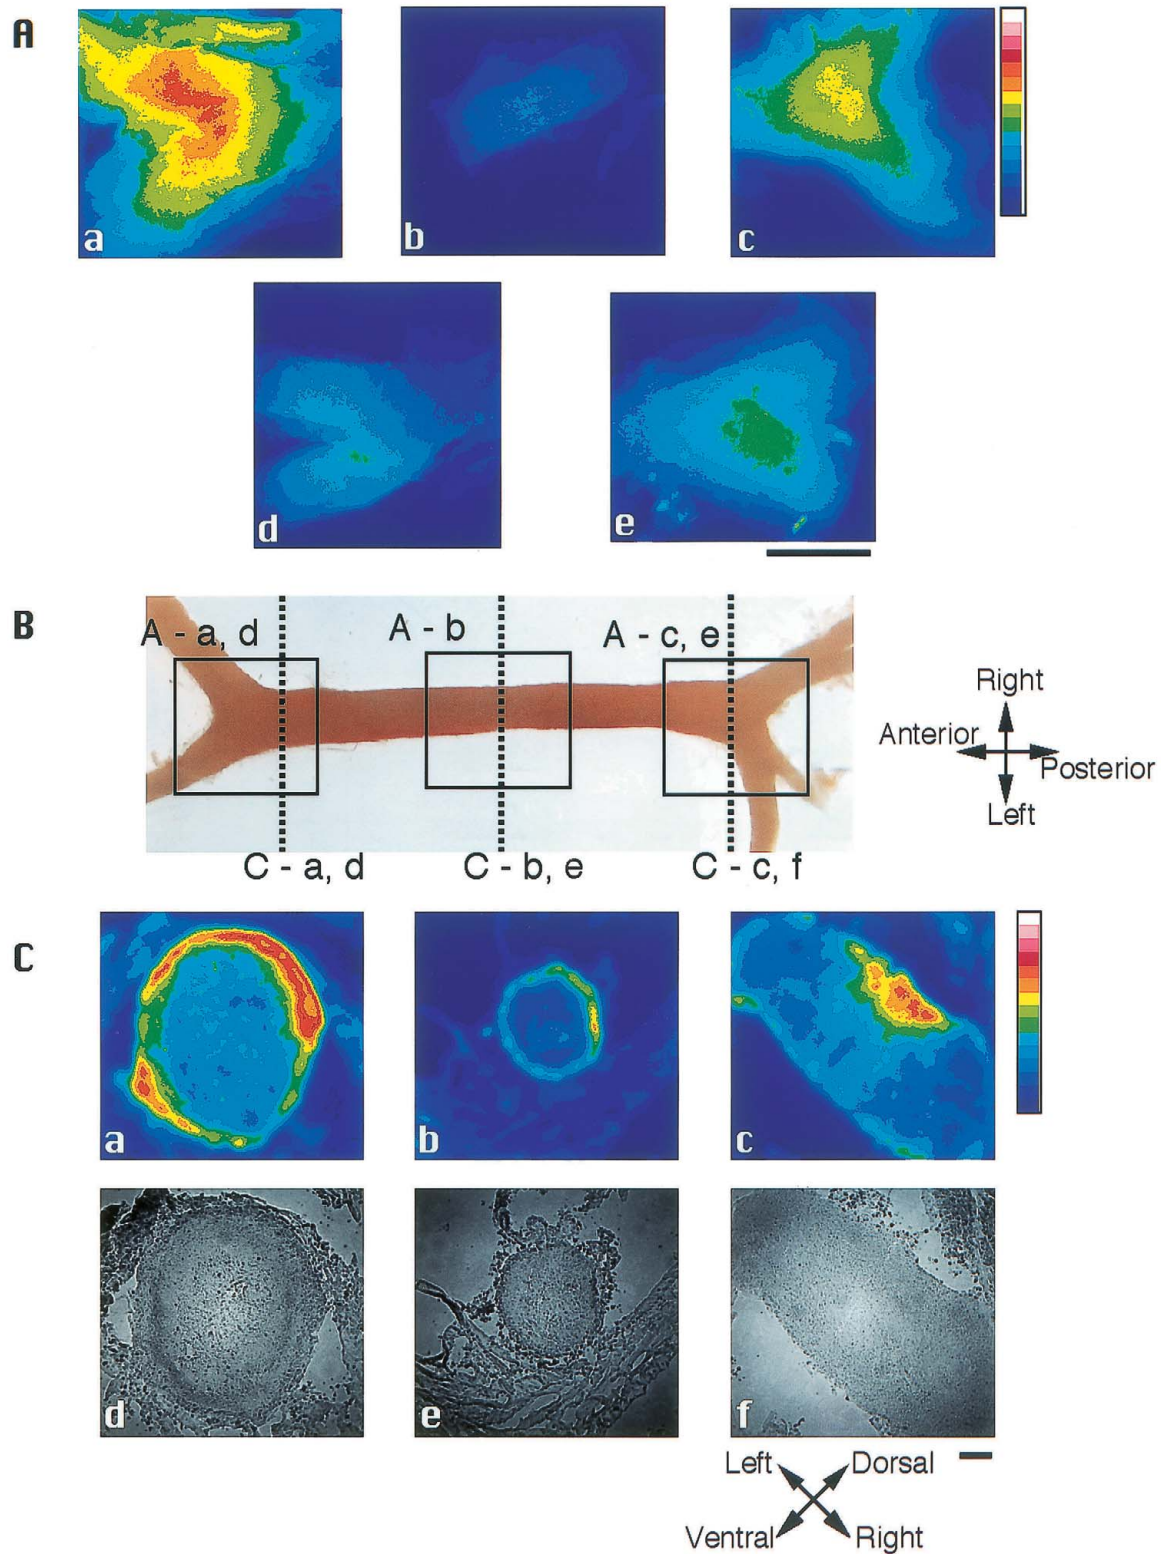 A
a
b
c
d
e
B
A - a, d
A - b
A - c, e
Right
Anterior
Posterior
Left
C - a, d
C - b, e
C - c, f
C
a
b
c
d
e
f
Left
Dorsal
Ventral
Right